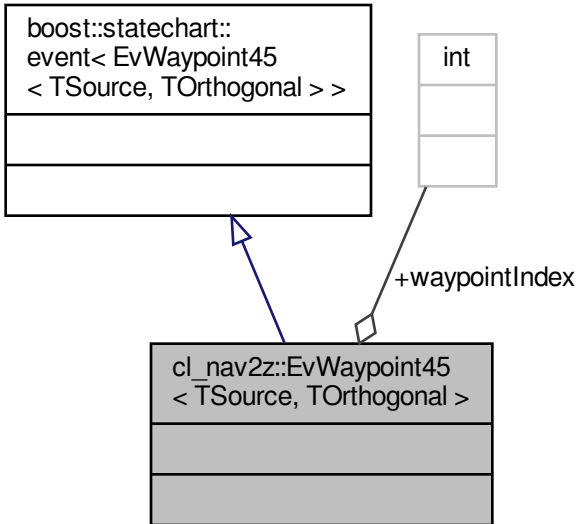 boost::statechart::
event< EvWaypoint45
< TSource, TOrthogonal > >
int
+waypointIndex
cl_nav2z::EvWaypoint45
< TSource, TOrthogonal >